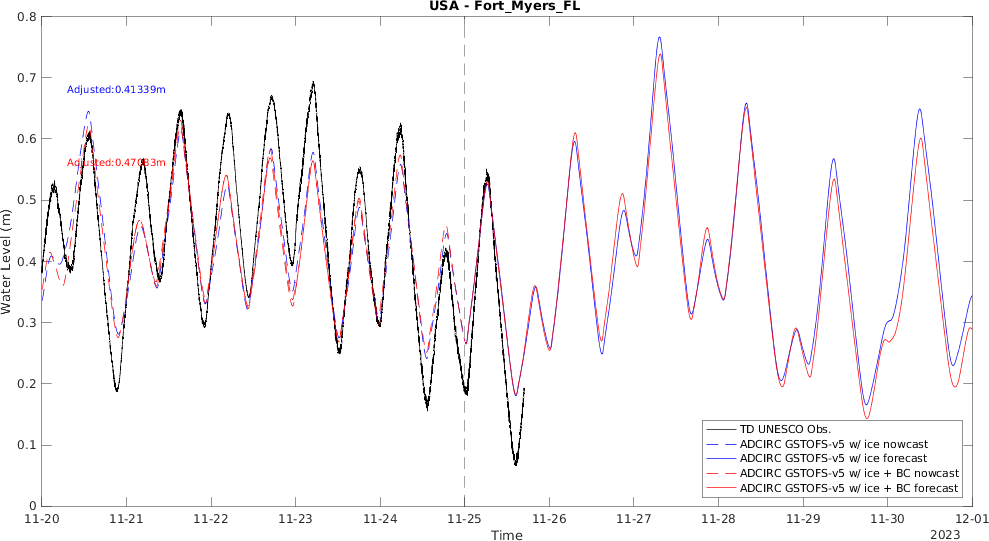 USA - Fort_Myers_FL
0.8
0.7
0.6
0.5
0.4
0.3
0.2
0.1
0
Water Level (m)
Adjusted:0.41339m
Adjusted:0.47083m
TD UNESCO Obs.
ADCIRC GSTOFS-v5 w/ ice nowcast
ADCIRC GSTOFS-v5 w/ ice forecast
ADCIRC GSTOFS-v5 w/ ice + BC nowcast
ADCIRC GSTOFS-v5 w/ ice + BC forecast
11-20 11-21 11-22 11-23 11-24 11-25 11-26 11-27 11-28 11-29 11-30 12-01
Time
2023